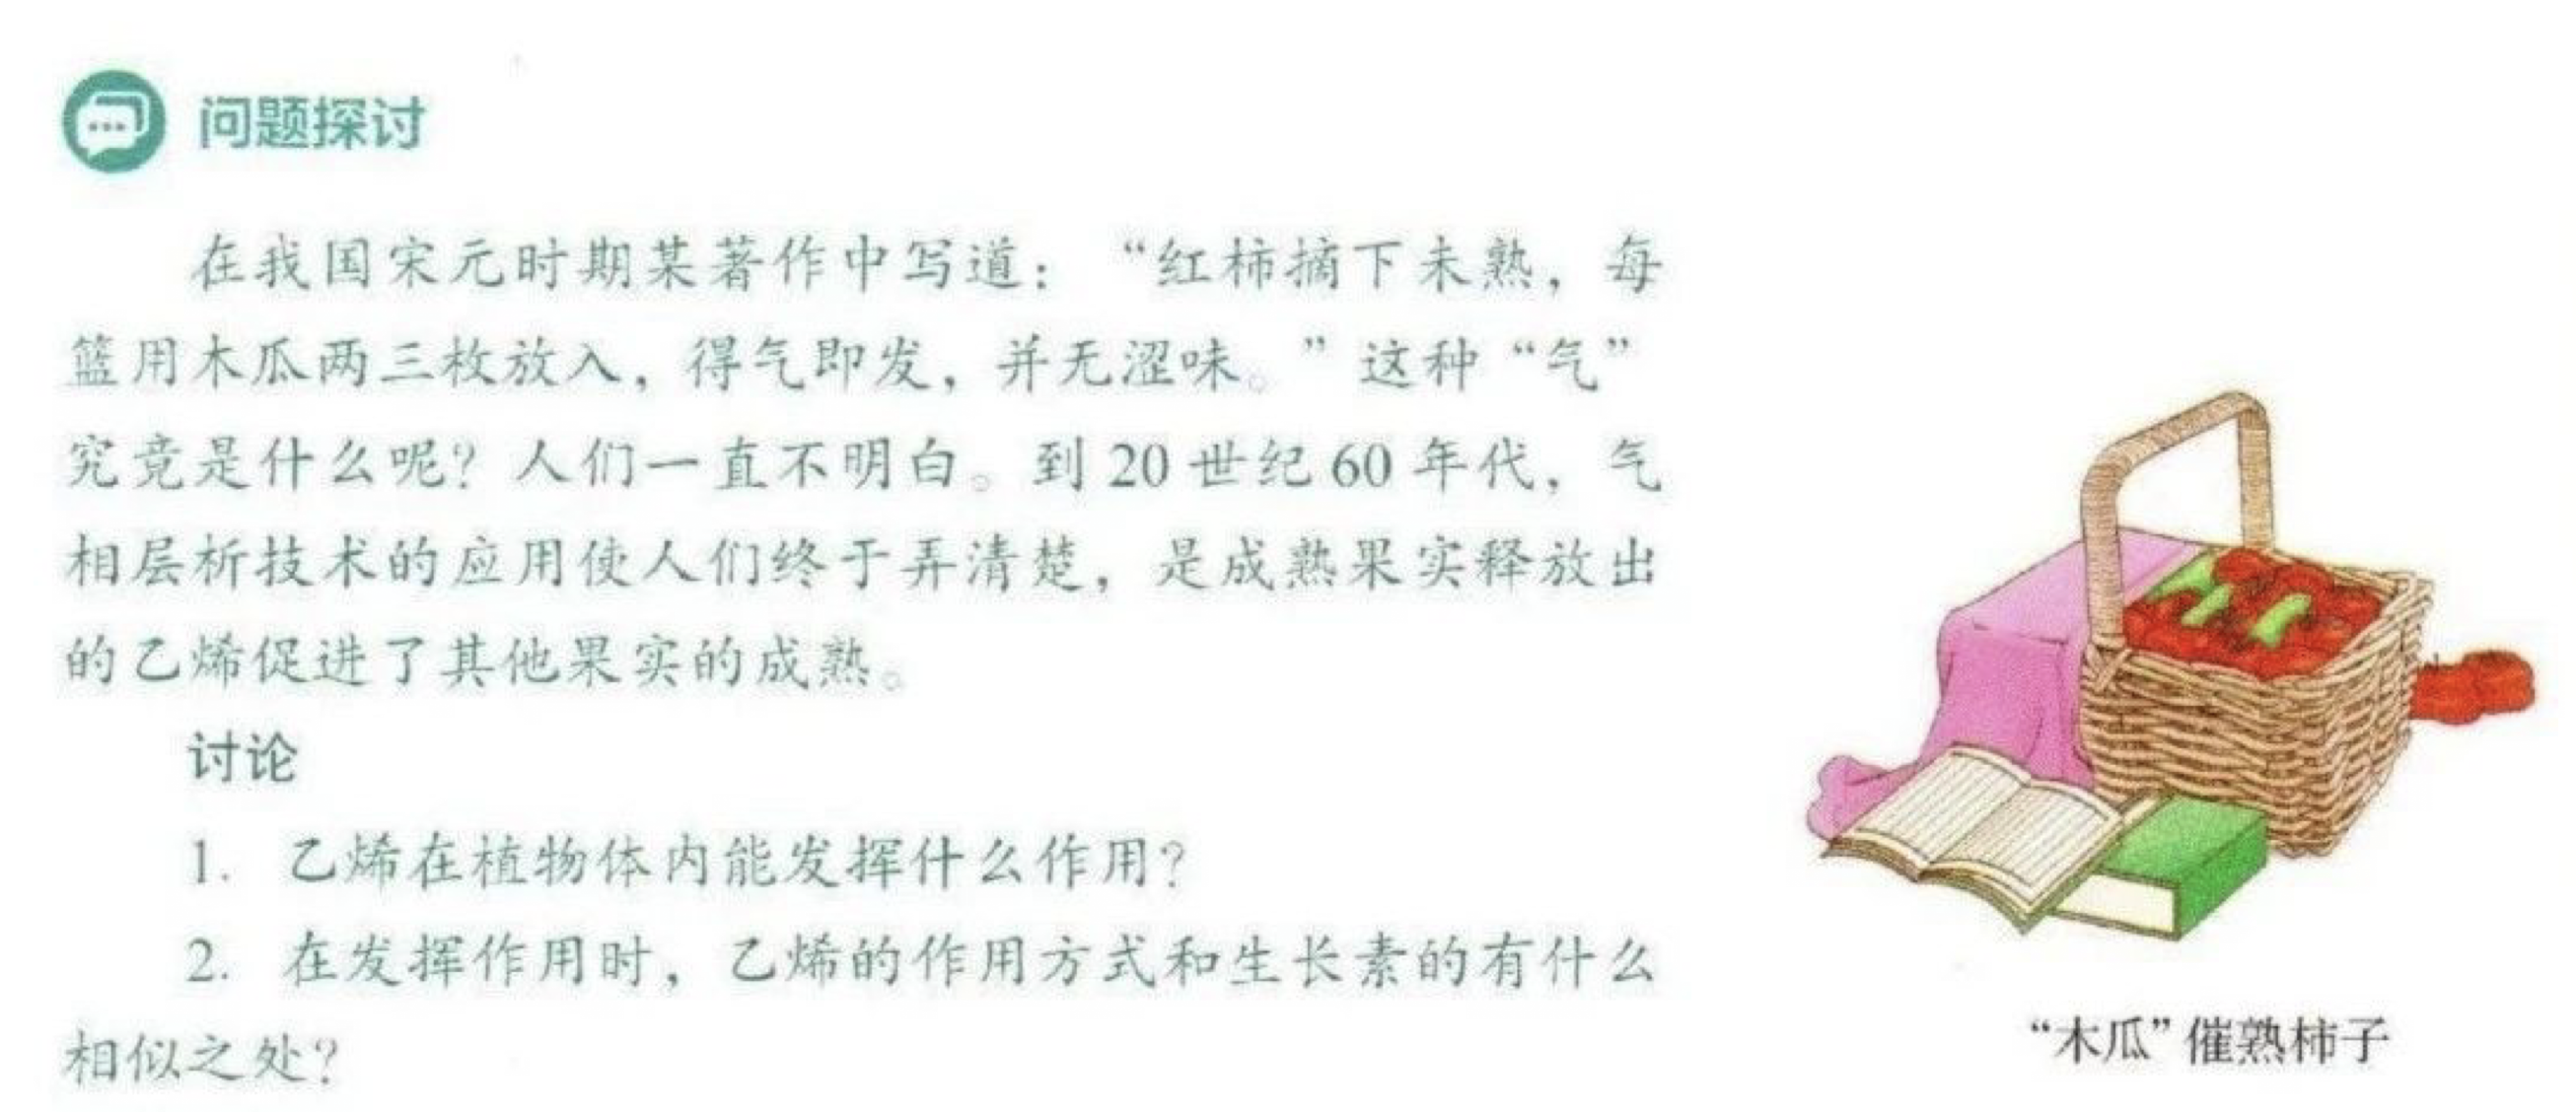 问题探讨
在我国宋元时期某著作中写道：“红柿摘下未熟，每
篮用木瓜两三枚放入，得气即发，并无涩味。”这种“气”
究竟是什么呢？人们一直不明白。到20世纪60年代，气
相层析技术的应用使人们终于弄清楚，是成熟果实释放出
的乙烯促进了其他果实的成熟。
讨论
1. 乙烯在植物体内能发挥什么作用？
2. 在发挥作用时，乙烯的作用方式和生长素的有什么
相似之处？
“木瓜”催熟柿子